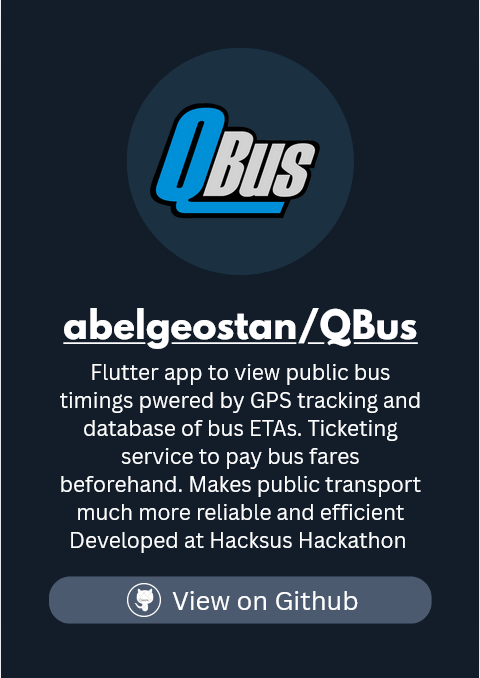 QBus
abelgeostan/QBus
Flutter app to view public bus
timings pwered by GPS tracking and
database of bus ETAs. Ticketing
service to pay bus fares
beforehand. Makes public transport
much more reliable and efficient
Developed at Hacksus Hackathon
View on Github